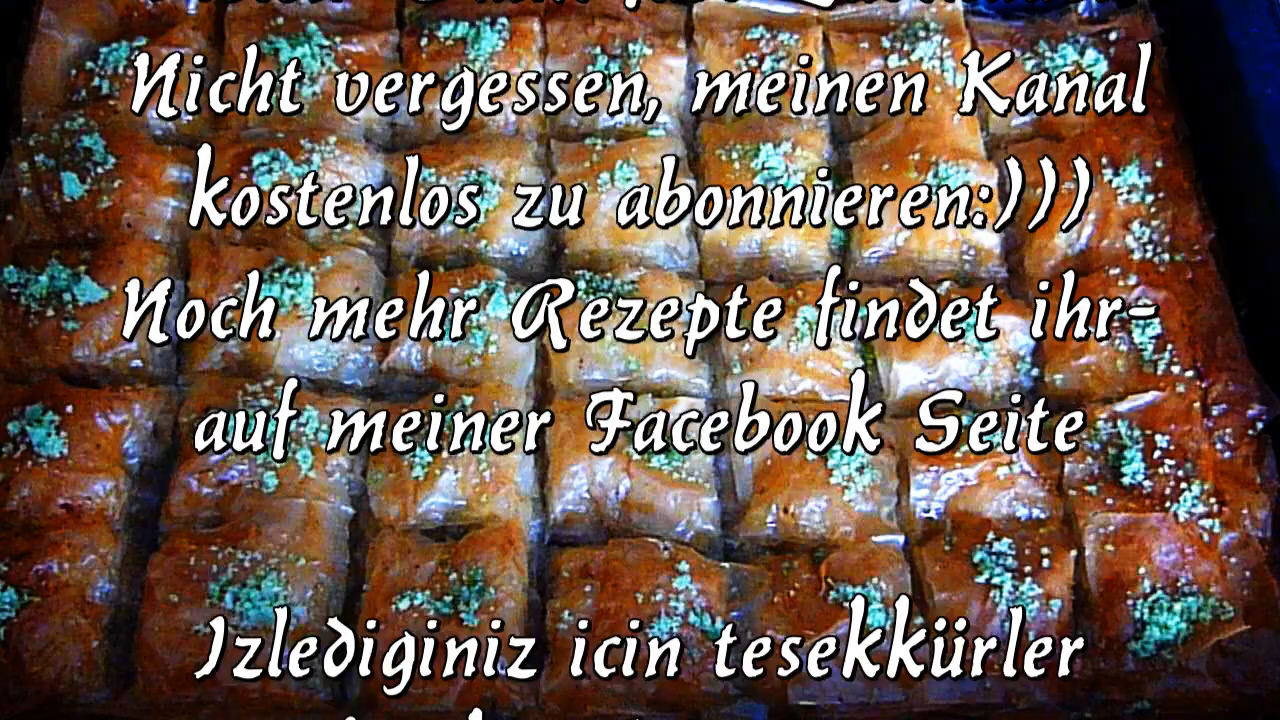 Nicht vergessen, meinen Kanal
kostenlos zu abonnieren:)))
Noch mehr Rezepte findet ihr-
auf meiner Facebook Seite
Izlediginiz icin tesekkürler